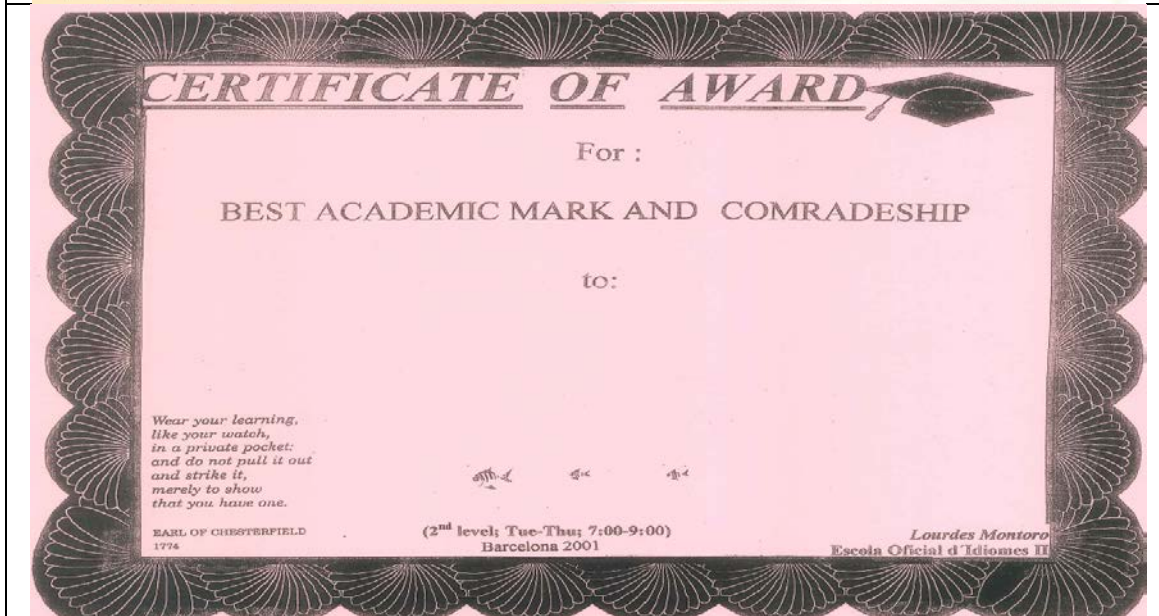 CERTIFICATE OF AWARD
For :
BEST ACADEMIC MARK AND COMRADESHIP
to:
Wear your learning,
like your watch,
in a private pocket:
and do not pull it out
and strike it,
merely to show
that you have one.
EARL OF CHESTERFIELD
1774
(2nd level; Tue-Thu; 7:00-9:00)
Barcelona 2001
Lourdes Montoro
Escola Oficial d'Idiomes II